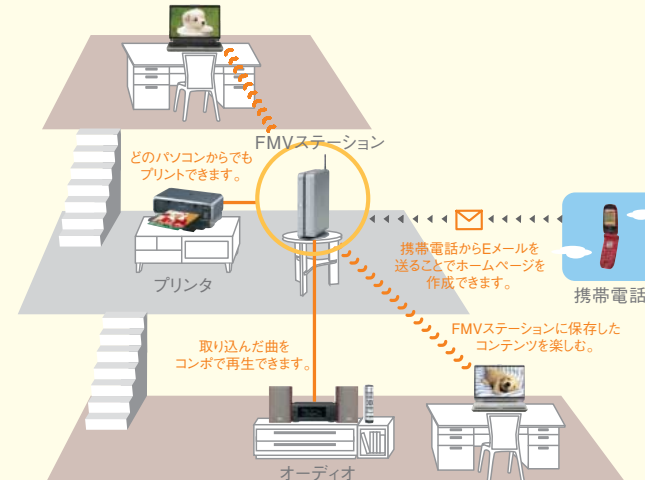 FMVステーション
どのパソコンからでも
プリントできます。
プリンタ
携帯電話からEメールを
送ることでホームページを
作成できます。
携帯電話
FMVステーションに保存した
コンテンツを楽しむ。
取り込んだ曲を
コンポで再生できます。
オーディオ